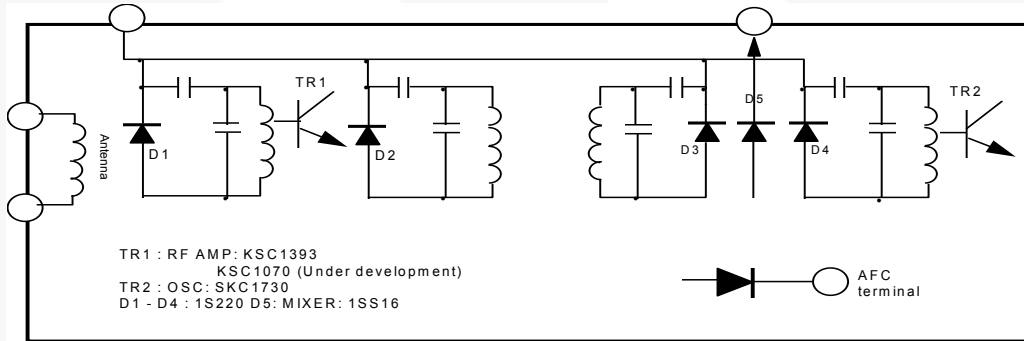 TR1
TR2
D5
D1
D2
D3
D4
Antenna
TR1 : RF AMP: KSC1393
KSC1070 (Under development)
TR2 : OSC: SKC1730
D1 - D4 : 1S220 D5: MIXER: 1SS16
AFC
terminal